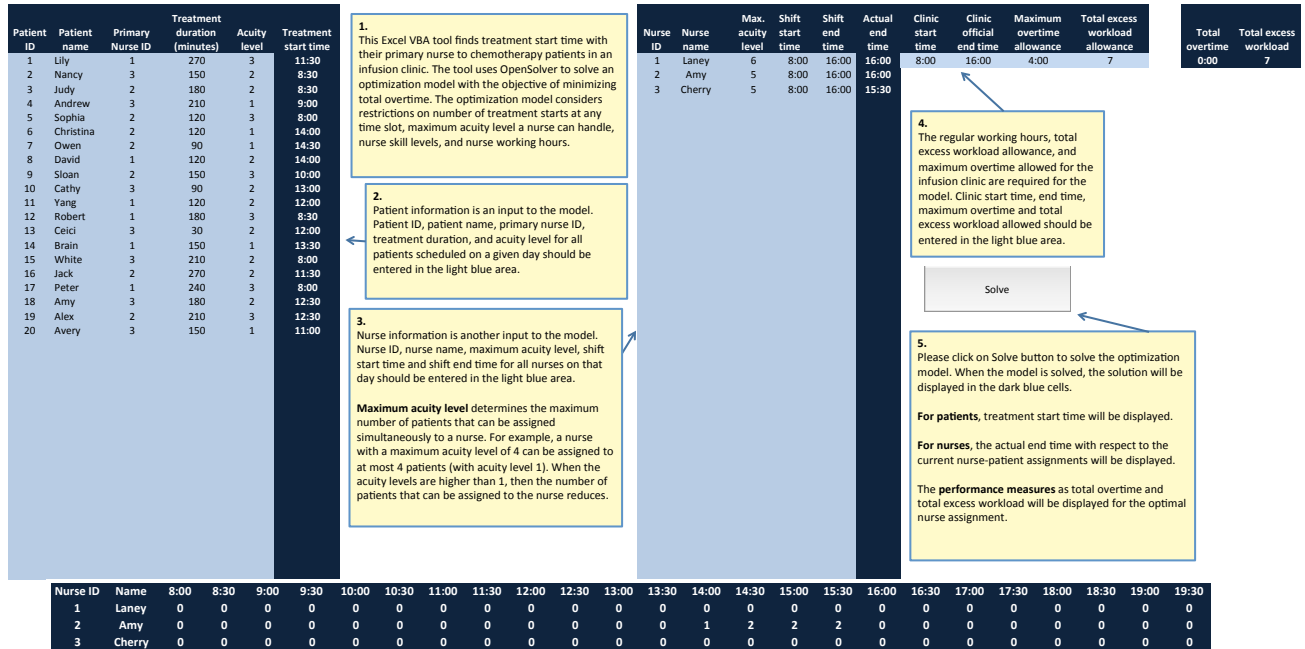 Patient ID Patient name Primary Nurse ID Treatment duration (minutes) Acuity level Treatment start time
1 Lily 1 270 3 11:30
2 Nancy 3 150 2 8:30
3 Judy 2 180 2 8:30
4 Andrew 3 210 1 9:00
5 Sophia 2 120 3 8:00
6 Christina 2 120 1 14:00
7 Owen 2 90 1 14:30
8 David 1 120 2 14:00
9 Sloan 2 150 3 10:00
10 Cathy 3 90 2 13:00
11 Yang 1 120 2 12:00
12 Robert 1 180 3 8:30
13 Ceici 3 30 2 12:00
14 Brain 1 150 1 13:30
15 White 3 210 2 8:00
16 Jack 2 270 2 11:30
17 Peter 1 240 3 8:00
18 Amy 3 180 2 12:30
19 Alex 2 210 3 12:30
20 Avery 3 150 1 11:00
1.
This Excel VBA tool finds treatment start time with
their primary nurse to chemotherapy patients in an
infusion clinic. The tool uses OpenSolver to solve an
optimization model with the objective of minimizing
total overtime. The optimization model considers
restrictions on number of treatment starts at any
time slot, maximum acuity level a nurse can handle,
nurse skill levels, and nurse working hours.
2.
Patient information is an input to the model.
Patient ID, patient name, primary nurse ID,
treatment duration, and acuity level for all
patients scheduled on a given day should be
entered in the light blue area.
3.
Nurse information is another input to the model.
Nurse ID, nurse name, maximum acuity level, shift
start time and shift end time for all nurses on that
day should be entered in the light blue area.
Maximum acuity level determines the maximum
number of patients that can be assigned
simultaneously to a nurse. For example, a nurse
with a maximum acuity level of 4 can be assigned to
at most 4 patients (with acuity level 1). When the
acuity levels are higher than 1, then the number of
patients that can be assigned to the nurse reduces.
Nurse ID Nurse name Max. acuity level Shift start time Shift end time Actual end time Clinic start time Clinic official end time Maximum overtime allowance Total excess workload allowance
1 Laney 6 8:00 16:00 16:00 8:00 16:00 4:00 7
2 Amy 5 8:00 16:00 16:00
3 Cherry 5 8:00 16:00 15:30
Total overtime Total excess workload
0:00 7
4.
The regular working hours, total
excess workload allowance, and
maximum overtime allowed for the
infusion clinic are required for the
model. Clinic start time, end time,
maximum overtime and total
excess workload allowed should be
entered in the light blue area.
Solve
5.
Please click on Solve button to solve the optimization
model. When the model is solved, the solution will be
displayed in the dark blue cells.
For patients, treatment start time will be displayed.
For nurses, the actual end time with respect to the
current nurse-patient assignments will be displayed.
The performance measures as total overtime and
total excess workload will be displayed for the optimal
nurse assignment.
Nurse ID Name 8:00 8:30 9:00 9:30 10:00 10:30 11:00 11:30 12:00 12:30 13:00 13:30 14:00 14:30 15:00 15:30 16:00 16:30 17:00 17:30 18:00 18:30 19:00 19:30
1 Laney 0 0 0 0 0 0 0 0 0 0 0 0 0 0 0 0 0 0 0 0 0 0 0 0
2 Amy 0 0 0 0 0 0 0 0 0 0 0 0 1 2 2 2 0 0 0 0 0 0 0 0
3 Cherry 0 0 0 0 0 0 0 0 0 0 0 0 0 0 0 0 0 0 0 0 0 0 0 0